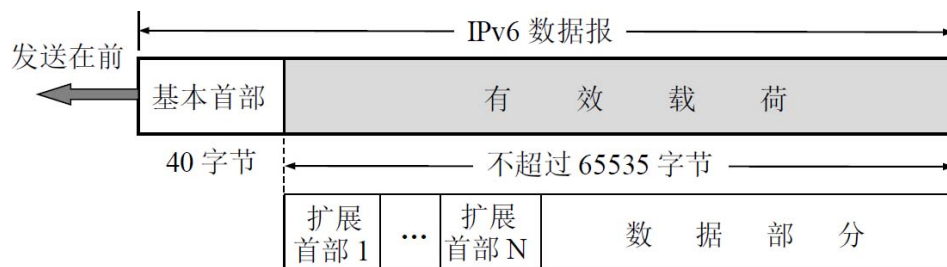 IPv6 数据报
发送在前
基本首部
有效载荷
40 字节
不超过 65535 字节
扩展
首部 1
…
扩展
首部 N
数据部分